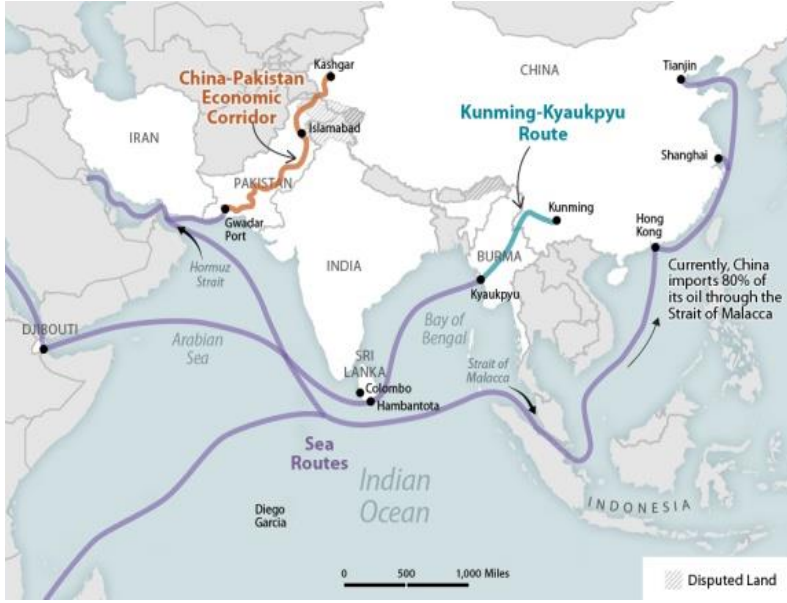 Kashgar
Tianjin
China-Pakistan
Economic
Corridor
CHINA
Kunming-Kyaukpyu
Route
Islamabad
IRAN
Shanghai
PAKISTAN
Kunming
Gwadar
Port
Hong
Kong
Hormuz
Strait
INDIA
BURMA
Kyaukpyu
Currently, China
imports 80% of
its oil through the
Strait of Malacca
DJIBOUTI
Arabian
Sea
Bay of
Bengal
SRI
LANKA
Strait of
Malacca
Colombo
Hambantota
Sea
Routes
Indian
Ocean
Diego
Garcia
INDONESIA
0 500 1,000 Miles
Disputed Land